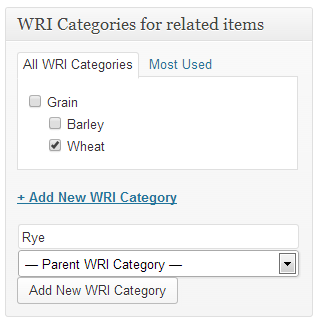 WRI Categories for related items
All WRI Categories Most Used
Grain
Barley
Wheat
+ Add New WRI Category
Rye
— Parent WRI Category —
Add New WRI Category